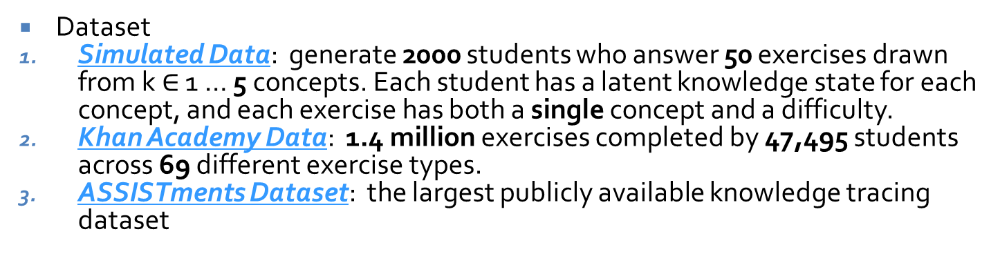 ▪ Dataset
1. Simulated Data: generate 2000 students who answer 50 exercises drawn
from k ∈ 1 ... 5 concepts. Each student has a latent knowledge state for each
concept, and each exercise has both a single concept and a difficulty.
2. Khan Academy Data: 1.4 million exercises completed by 47,495 students
across 69 different exercise types.
3. ASSISTments Dataset: the largest publicly available knowledge tracing
dataset